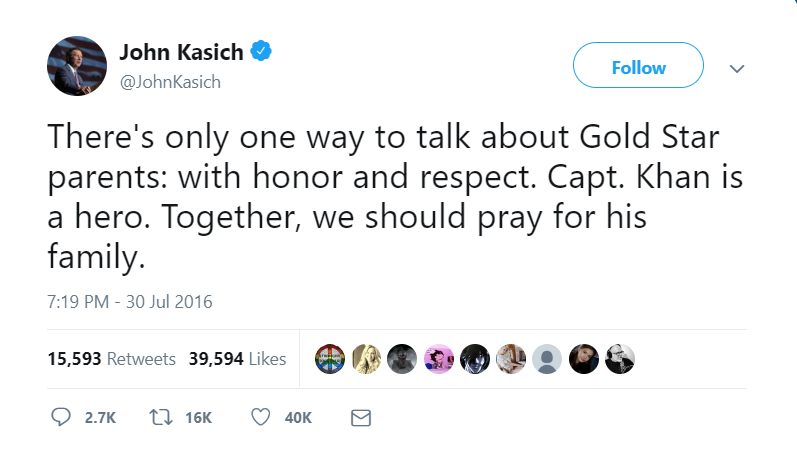 John Kasich
@JohnKasich
Follow
There's only one way to talk about Gold Star
parents: with honor and respect. Capt. Khan is
a hero. Together, we should pray for his
family.
7:19 PM - 30 Jul 2016
15,593 Retweets 39,594 Likes
2.7K 16K 40K